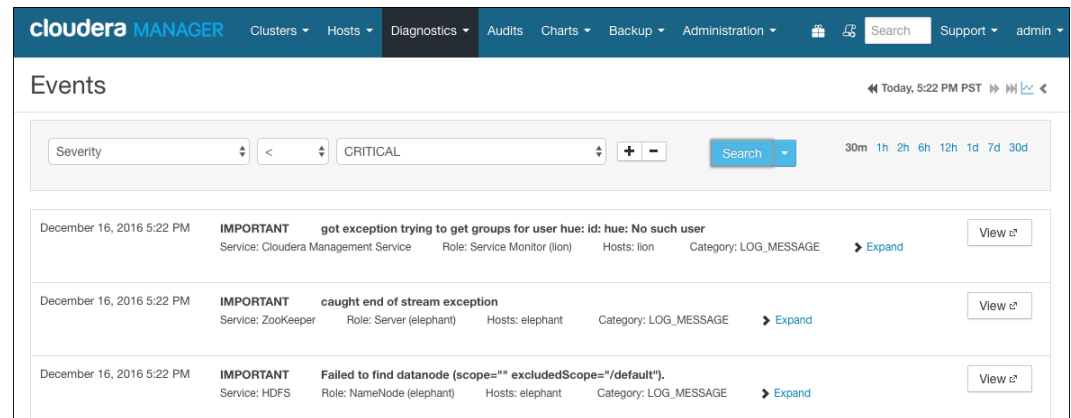 cloudera MANAGER Clusters Hosts Diagnostics Audits Charts Backup Administration Search Support admin
Events
Today, 5:22 PM PST
Severity < CRITICAL + - Search 30m 1h 2h 6h 12h 1d 7d 30d
December 16, 2016 5:22 PM IMPORTANT got exception trying to get groups for user hue: id: hue: No such user View
Service: Cloudera Management Service Role: Service Monitor (lion) Hosts: lion Category: LOG_MESSAGE Expand
December 16, 2016 5:22 PM IMPORTANT caught end of stream exception View
Service: ZooKeeper Role: Server (elephant) Hosts: elephant Category: LOG_MESSAGE Expand
December 16, 2016 5:22 PM IMPORTANT Failed to find datanode (scope="" excludedScope="/default"). View
Service: HDFS Role: NameNode (elephant) Hosts: elephant Category: LOG_MESSAGE Expand